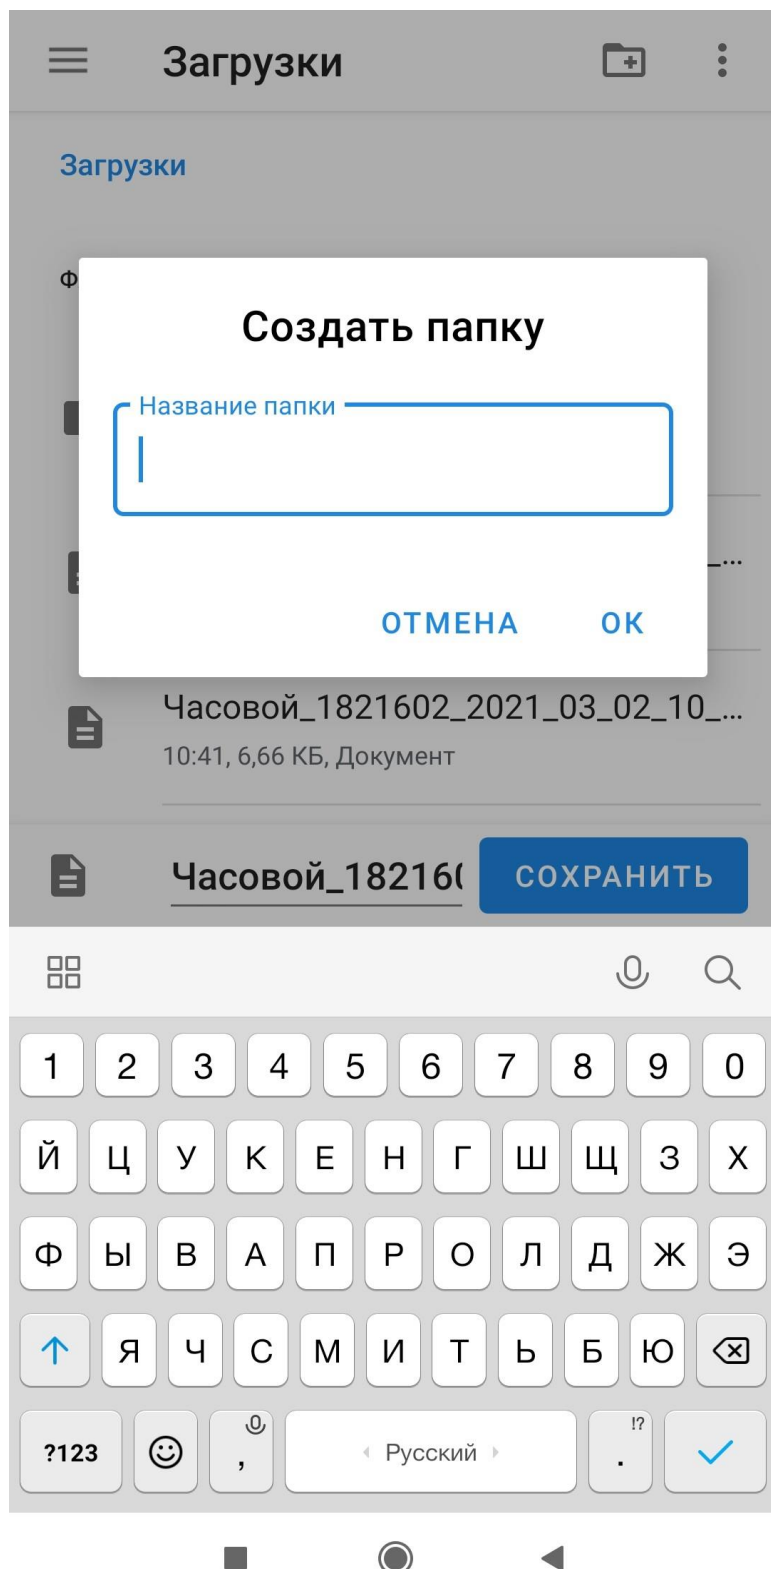 Загрузки
Загрузки
Создать папку
Название папки
ОТМЕНА ОК
Часовой_1821602_2021_03_02_10_...
10:41, 6,66 КБ, Документ
Часовой_18216
СОХРАНИТЬ
1 2 3 4 5 6 7 8 9 0
Й Ц У К Е Н Г Ш Щ З Х
Ф Ы В А П Р О Л Д Ж Э
Я Ч С М И Т Ь Б Ю
?123 , Русский . !?